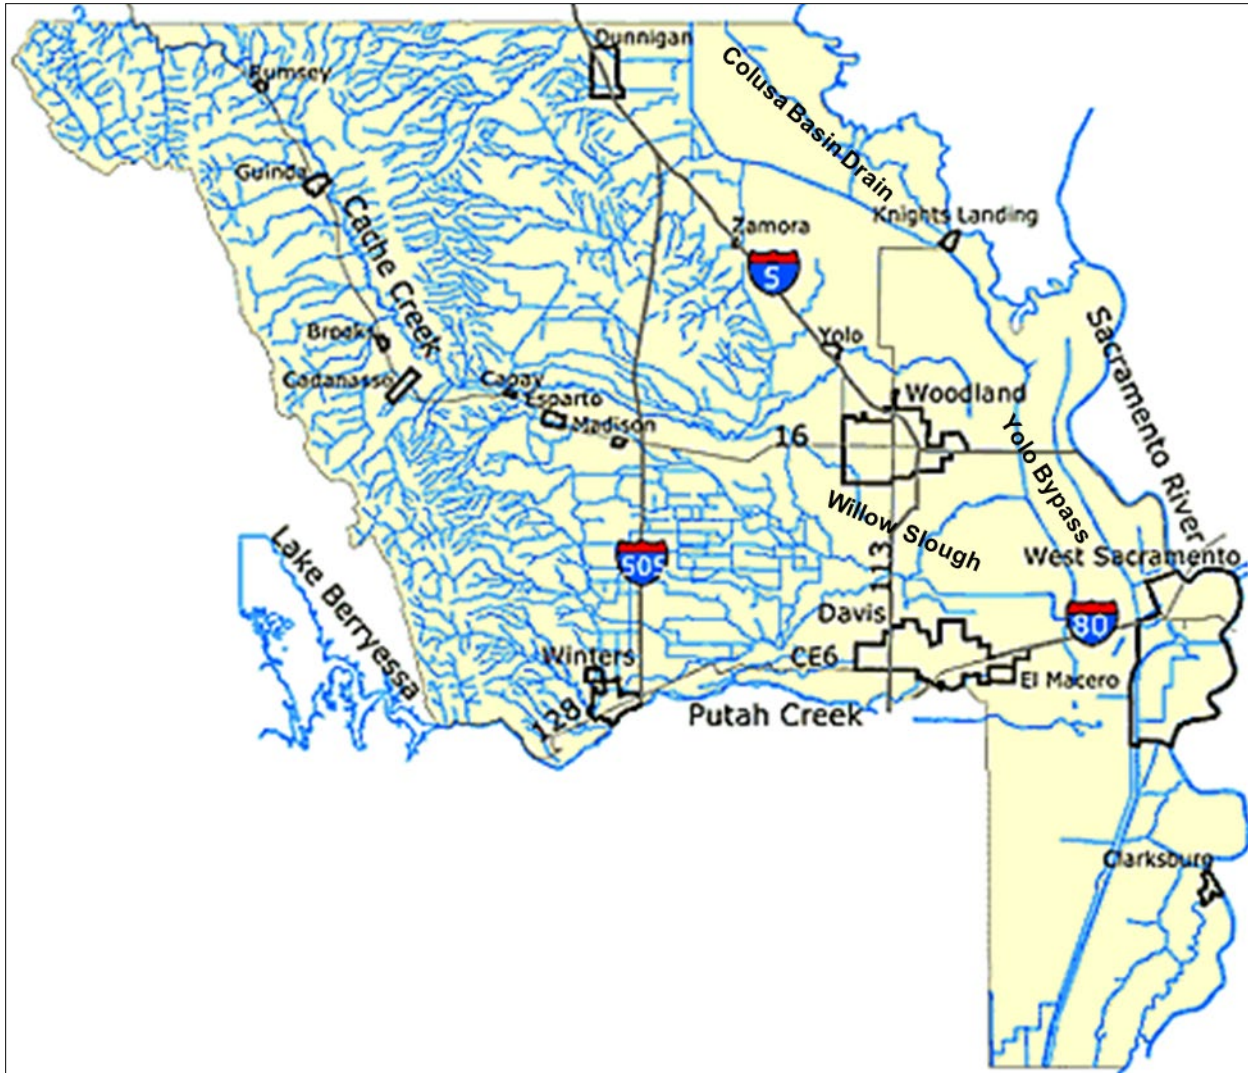 Dunnigan
Rumsey
Colusa Basin Drain
Guinda
Cache Creek
Knights Landing
Zamora
5
Brooks
Yolo
Sacramento River
Cadanasso
Capay
Esparto
Woodland
Madison
16
Yolo Bypass
Willow Slough
Lake Berryessa
505
113
West Sacramento
Davis
80
Winters
CE6
El Macero
128
Putah Creek
Clarksburg